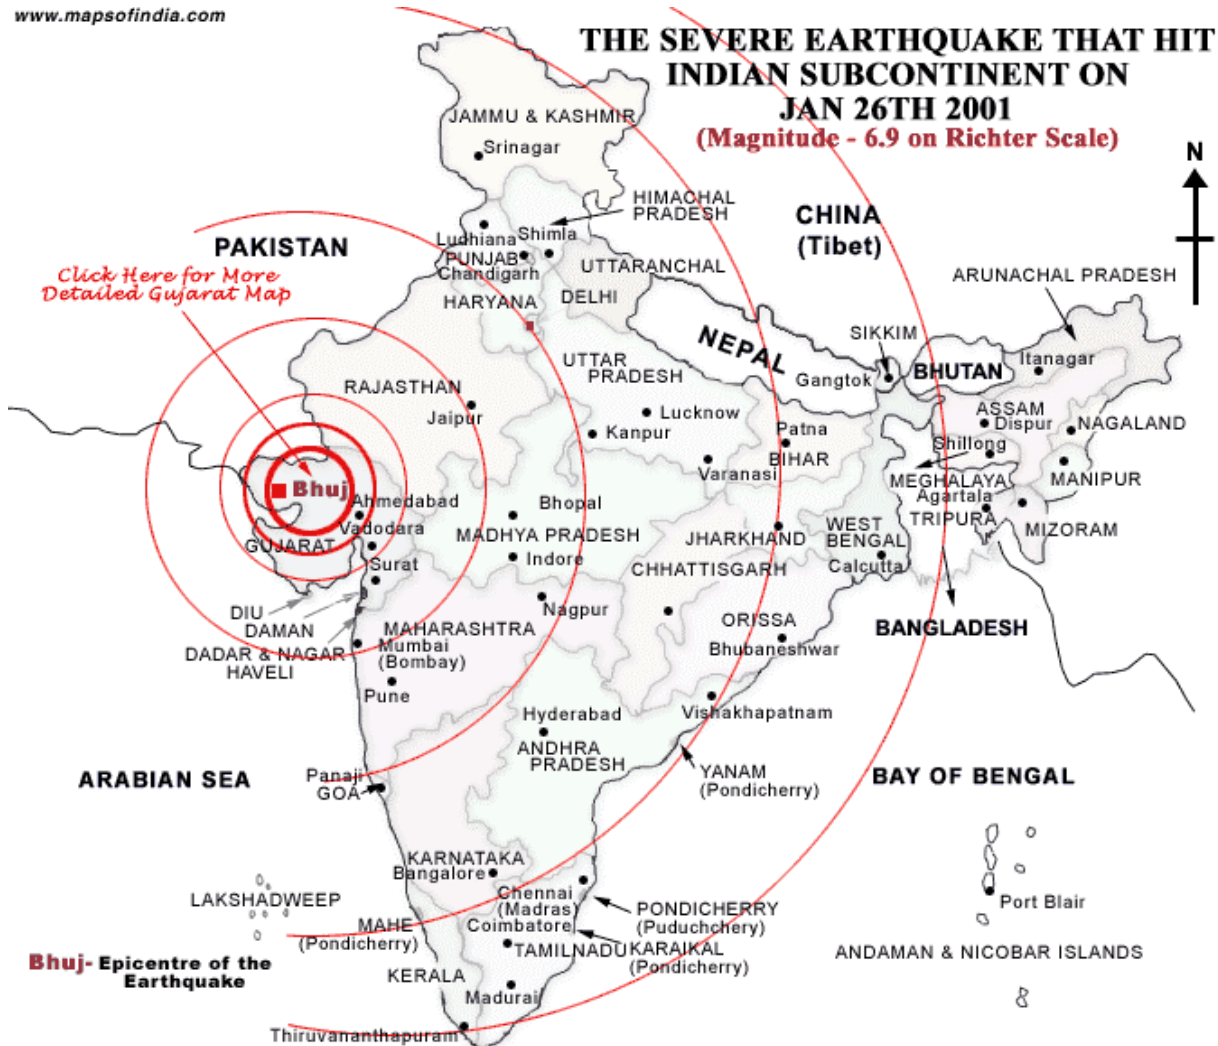 www.mapsofindia.com
THE SEVERE EARTHQUAKE THAT HIT
INDIAN SUBCONTINENT ON
JAN 26TH 2001
(Magnitude - 6.9 on Richter Scale)
N
JAMMU & KASHMIR
Srinagar
HIMACHAL
PRADESH
CHINA
(Tibet)
PAKISTAN
Ludhiana
Shimla
PUNJAB
Chandigarh
UTTARANCHAL
ARUNACHAL PRADESH
Click Here for More
Detailed Gujarat Map
HARYANA
DELHI
NEPAL
SIKKIM
UTTAR
PRADESH
Gangtok
BHUTAN
Itanagar
RAJASTHAN
Jaipur
Lucknow
Kanpur
Patna
BIHAR
Varanasi
ASSAM
Dispur
NAGALAND
Shillong
MEGHALAYA
MANIPUR
Agartala
TRIPURA
MIZORAM
Bhuj
Ahmedabad
Vadodara
GUJARAT
Surat
Bhopal
MADHYA PRADESH
Indore
JHARKHAND
WEST
BENGAL
Calcutta
CHHATTISGARH
DIU
DAMAN
DADAR & NAGAR
HAVELI
Nagpur
MAHARASHTRA
Mumbai
(Bombay)
Pune
ORISSA
Bhubaneshwar
BANGLADESH
Hyderabad
Vishakhapatnam
ANDHRA
PRADESH
YANAM
(Pondicherry)
ARABIAN SEA
Panaji
GOA
BAY OF BENGAL
KARNATAKA
Bangalore
LAKSHADWEEP
Chennai
(Madras)
PONDICHERRY
(Puduchchery)
Port Blair
MAHE
(Pondicherry)
Coimbatore
TAMILNADU
KARAIKAL
(Pondicherry)
ANDAMAN & NICOBAR ISLANDS
Bhuj- Epicentre of the
Earthquake
KERALA
Madurai
Thiruvananthapuram